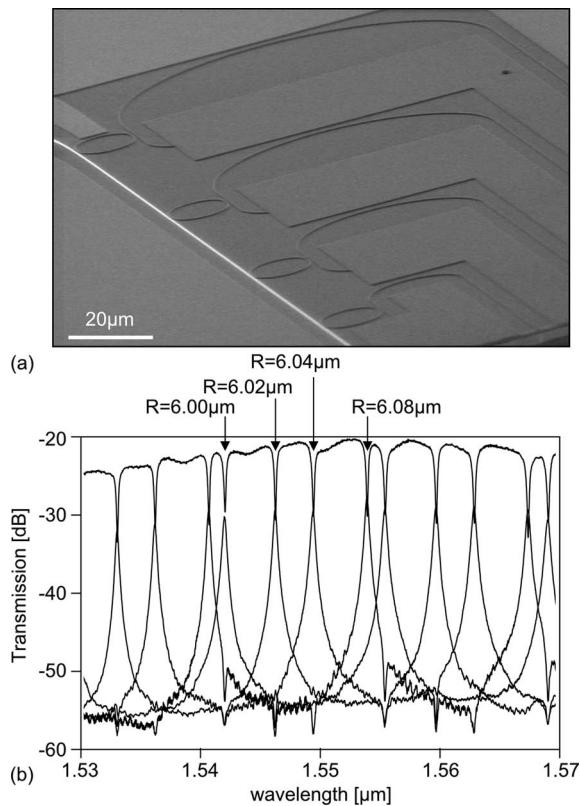 20μm
(a)
R=6.04μm
R=6.02μm
R=6.00μm
R=6.08μm
-20
-30
-40
-50
-60
Transmission [dB]
1.53
1.54
1.555
1.56
1.57
(b)
wavelength [μm]